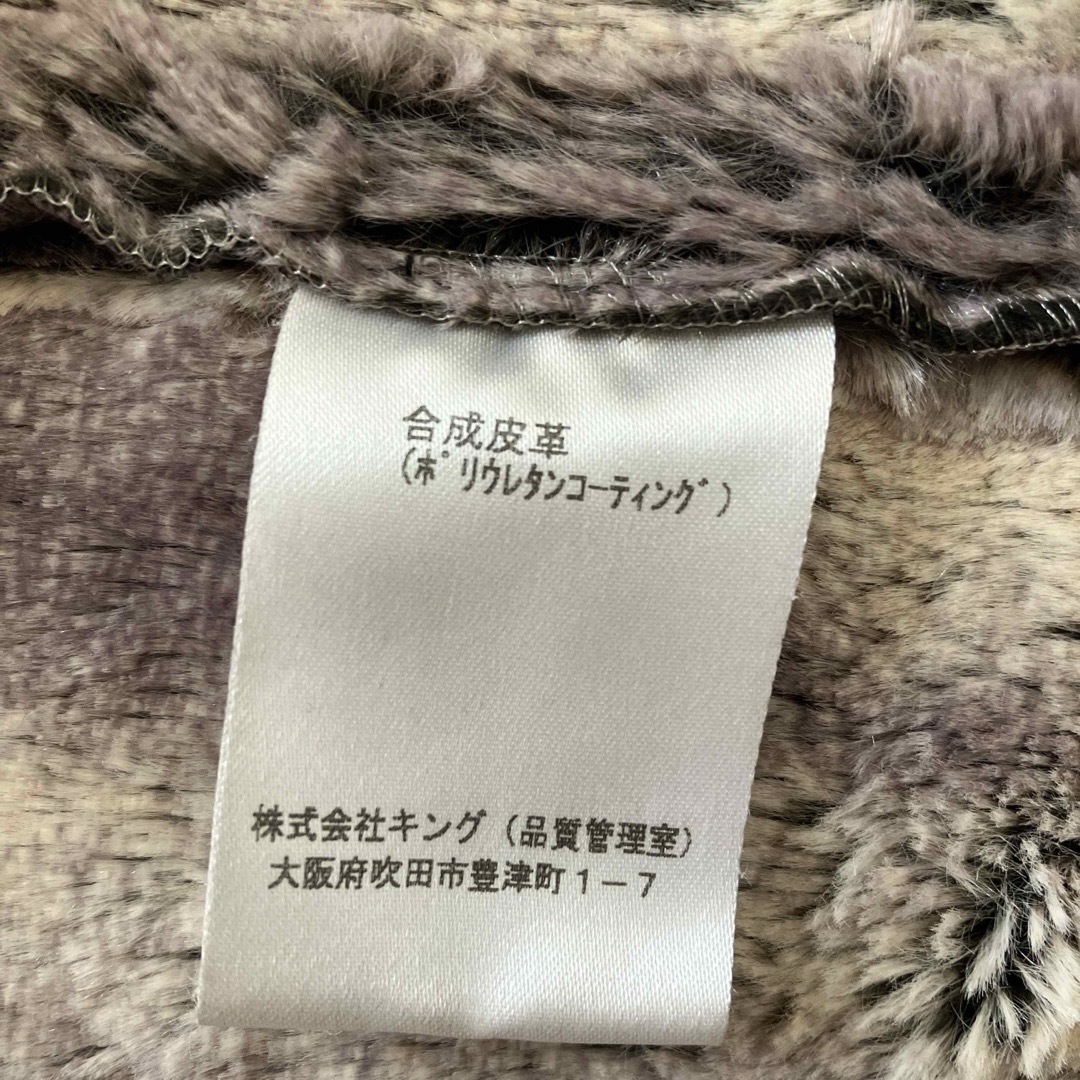 合成皮革
(ポリウレタンコーティング)
株式会社キング(品質管理室)
大阪府吹田市豊津町1-7